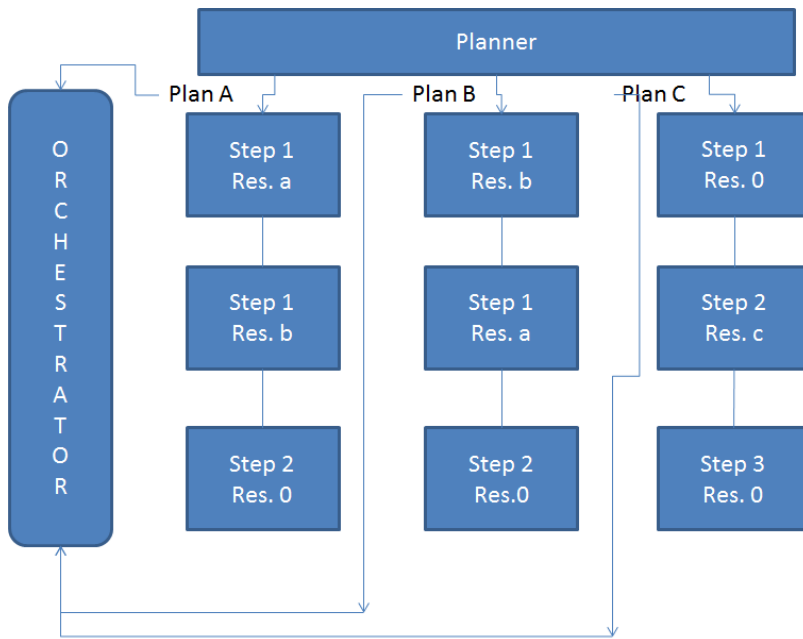 Planner
Plan A
Plan B
Plan C
ORCHESTRATOR
Step 1
Res. a
Step 1
Res. b
Step 1
Res. 0
Step 1
Res. b
Step 1
Res. a
Step 2
Res. c
Step 2
Res. 0
Step 2
Res.0
Step 3
Res. 0